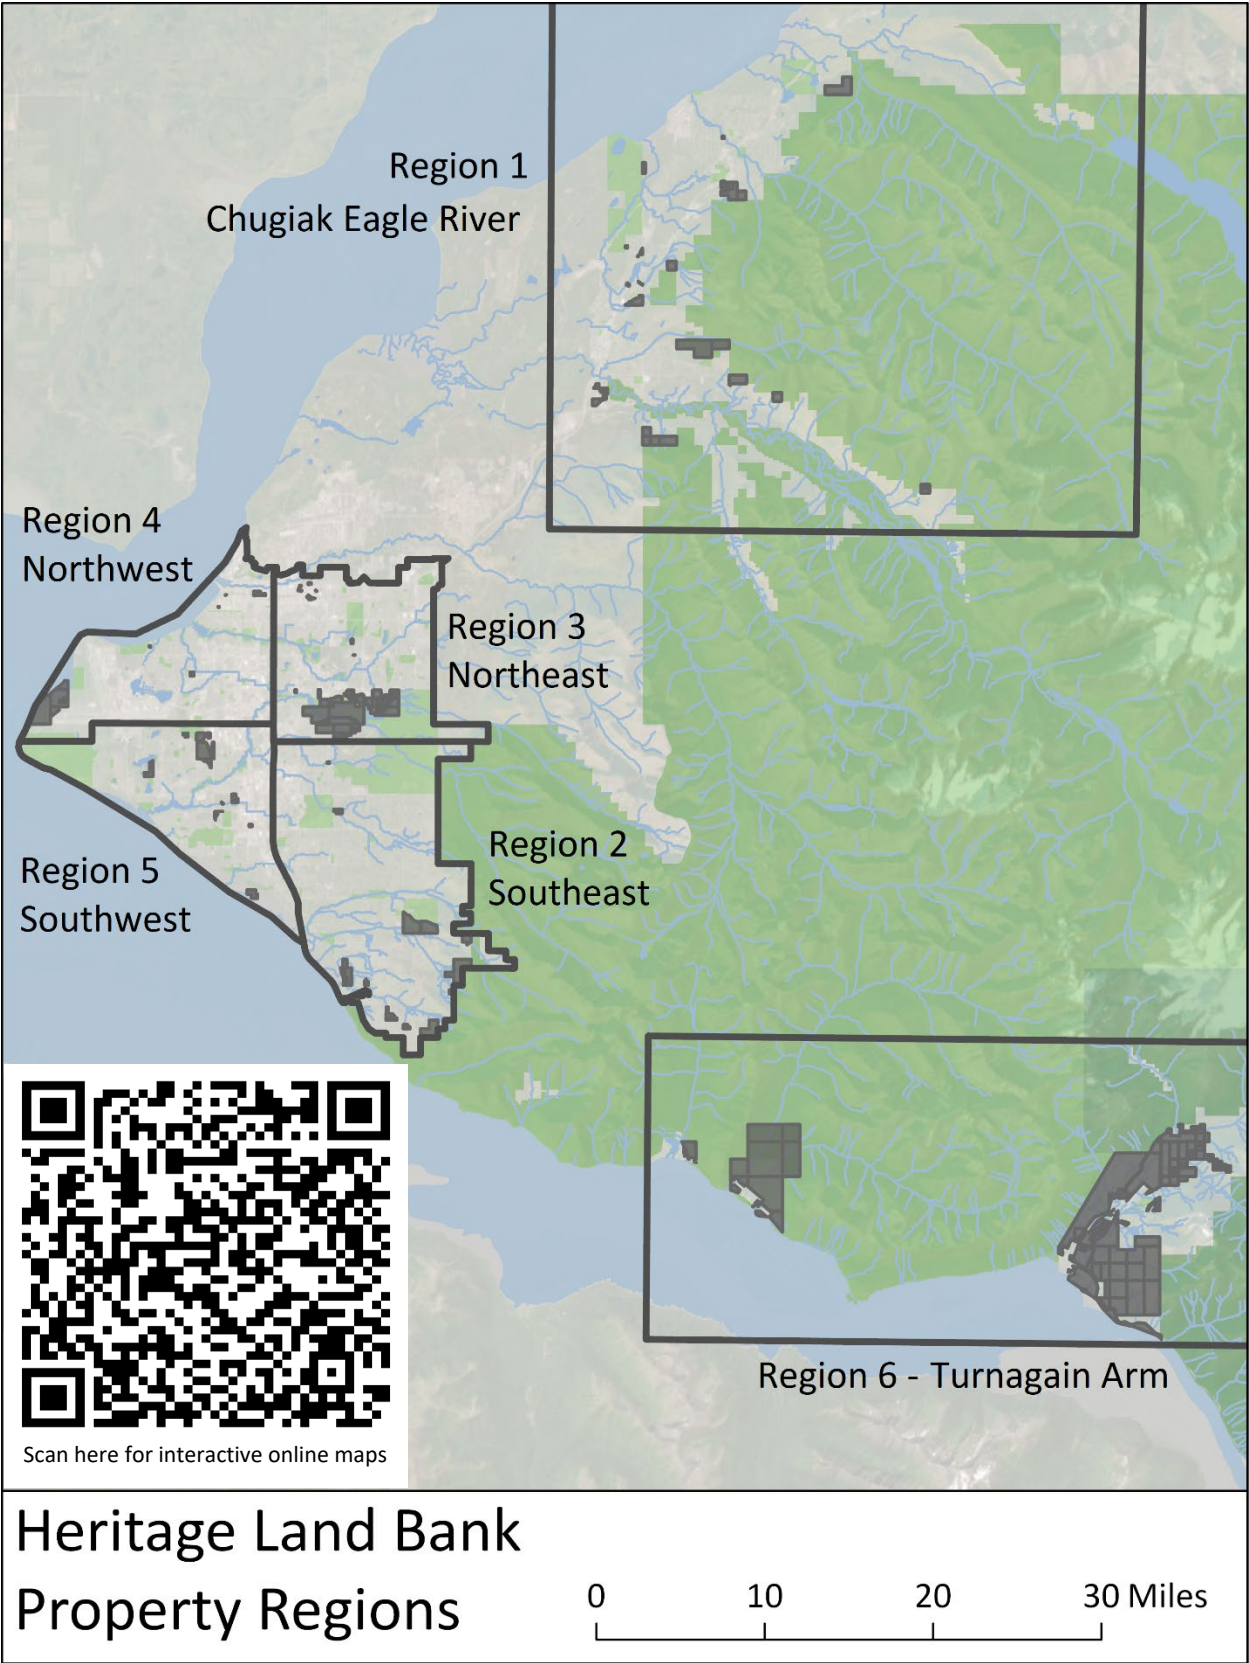 Region 1
Chugiak Eagle River
Region 4
Northwest
Region 3
Northeast
Region 2
Southeast
Region 5
Southwest
Region 6 - Turnagain Arm
Scan here for interactive online maps
Heritage Land Bank
Property Regions
0 10 20 30 Miles